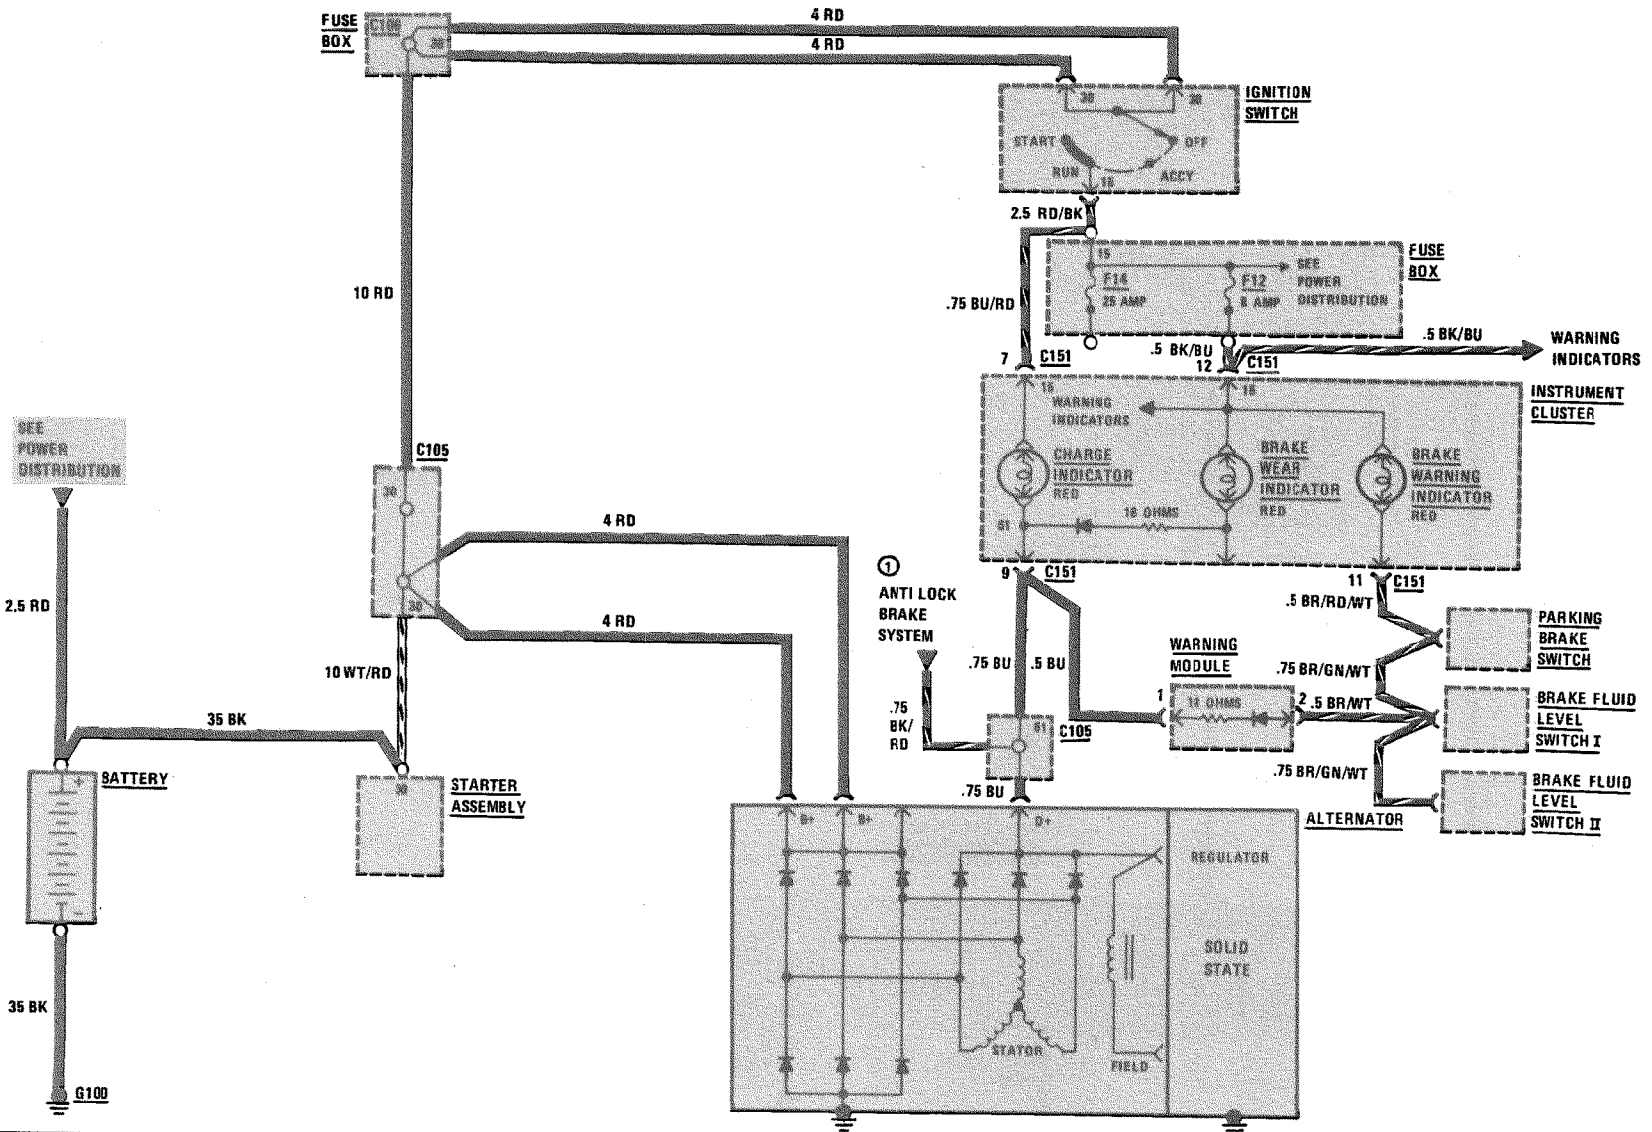 FUSE
BOX
C100
30
4 RD
4 RD
IGNITION
SWITCH
30
30
START
OFF
RUN
ACCY
15
10 RD
2.5 RD/BK
FUSE
BOX
15
F14
25 AMP
F12
8 AMP
SEE
POWER
DISTRIBUTION
.75 BU/RD
7
C151
.5 BK/BU
12
C151
.5 BK/BU
WARNING
INDICATORS
INSTRUMENT
CLUSTER
15
15
WARNING
INDICATORS
CHARGE
INDICATOR
RED
BRAKE
WEAR
INDICATOR
RED
BRAKE
WARNING
INDICATOR
RED
61
18 OHMS
SEE
POWER
DISTRIBUTION
C105
30
30
4 RD
4 RD
2.5 RD
10 WT/RD
35 BK
BATTERY
+
-
STARTER
ASSEMBLY
30
35 BK
G100
1
ANTI LOCK
BRAKE
SYSTEM
9
C151
11
C151
.5 BR/RD/WT
PARKING
BRAKE
SWITCH
.75 BU
.5 BU
WARNING
MODULE
.75 BR/GN/WT
1
18 OHMS
2
.5 BR/WT
BRAKE FLUID
LEVEL
SWITCH I
.75
BK/
RD
61
C105
.75 BR/GN/WT
.75 BU
BRAKE FLUID
LEVEL
SWITCH II
ALTERNATOR
B+
B+
D+
REGULATOR
SOLID
STATE
STATOR
FIELD